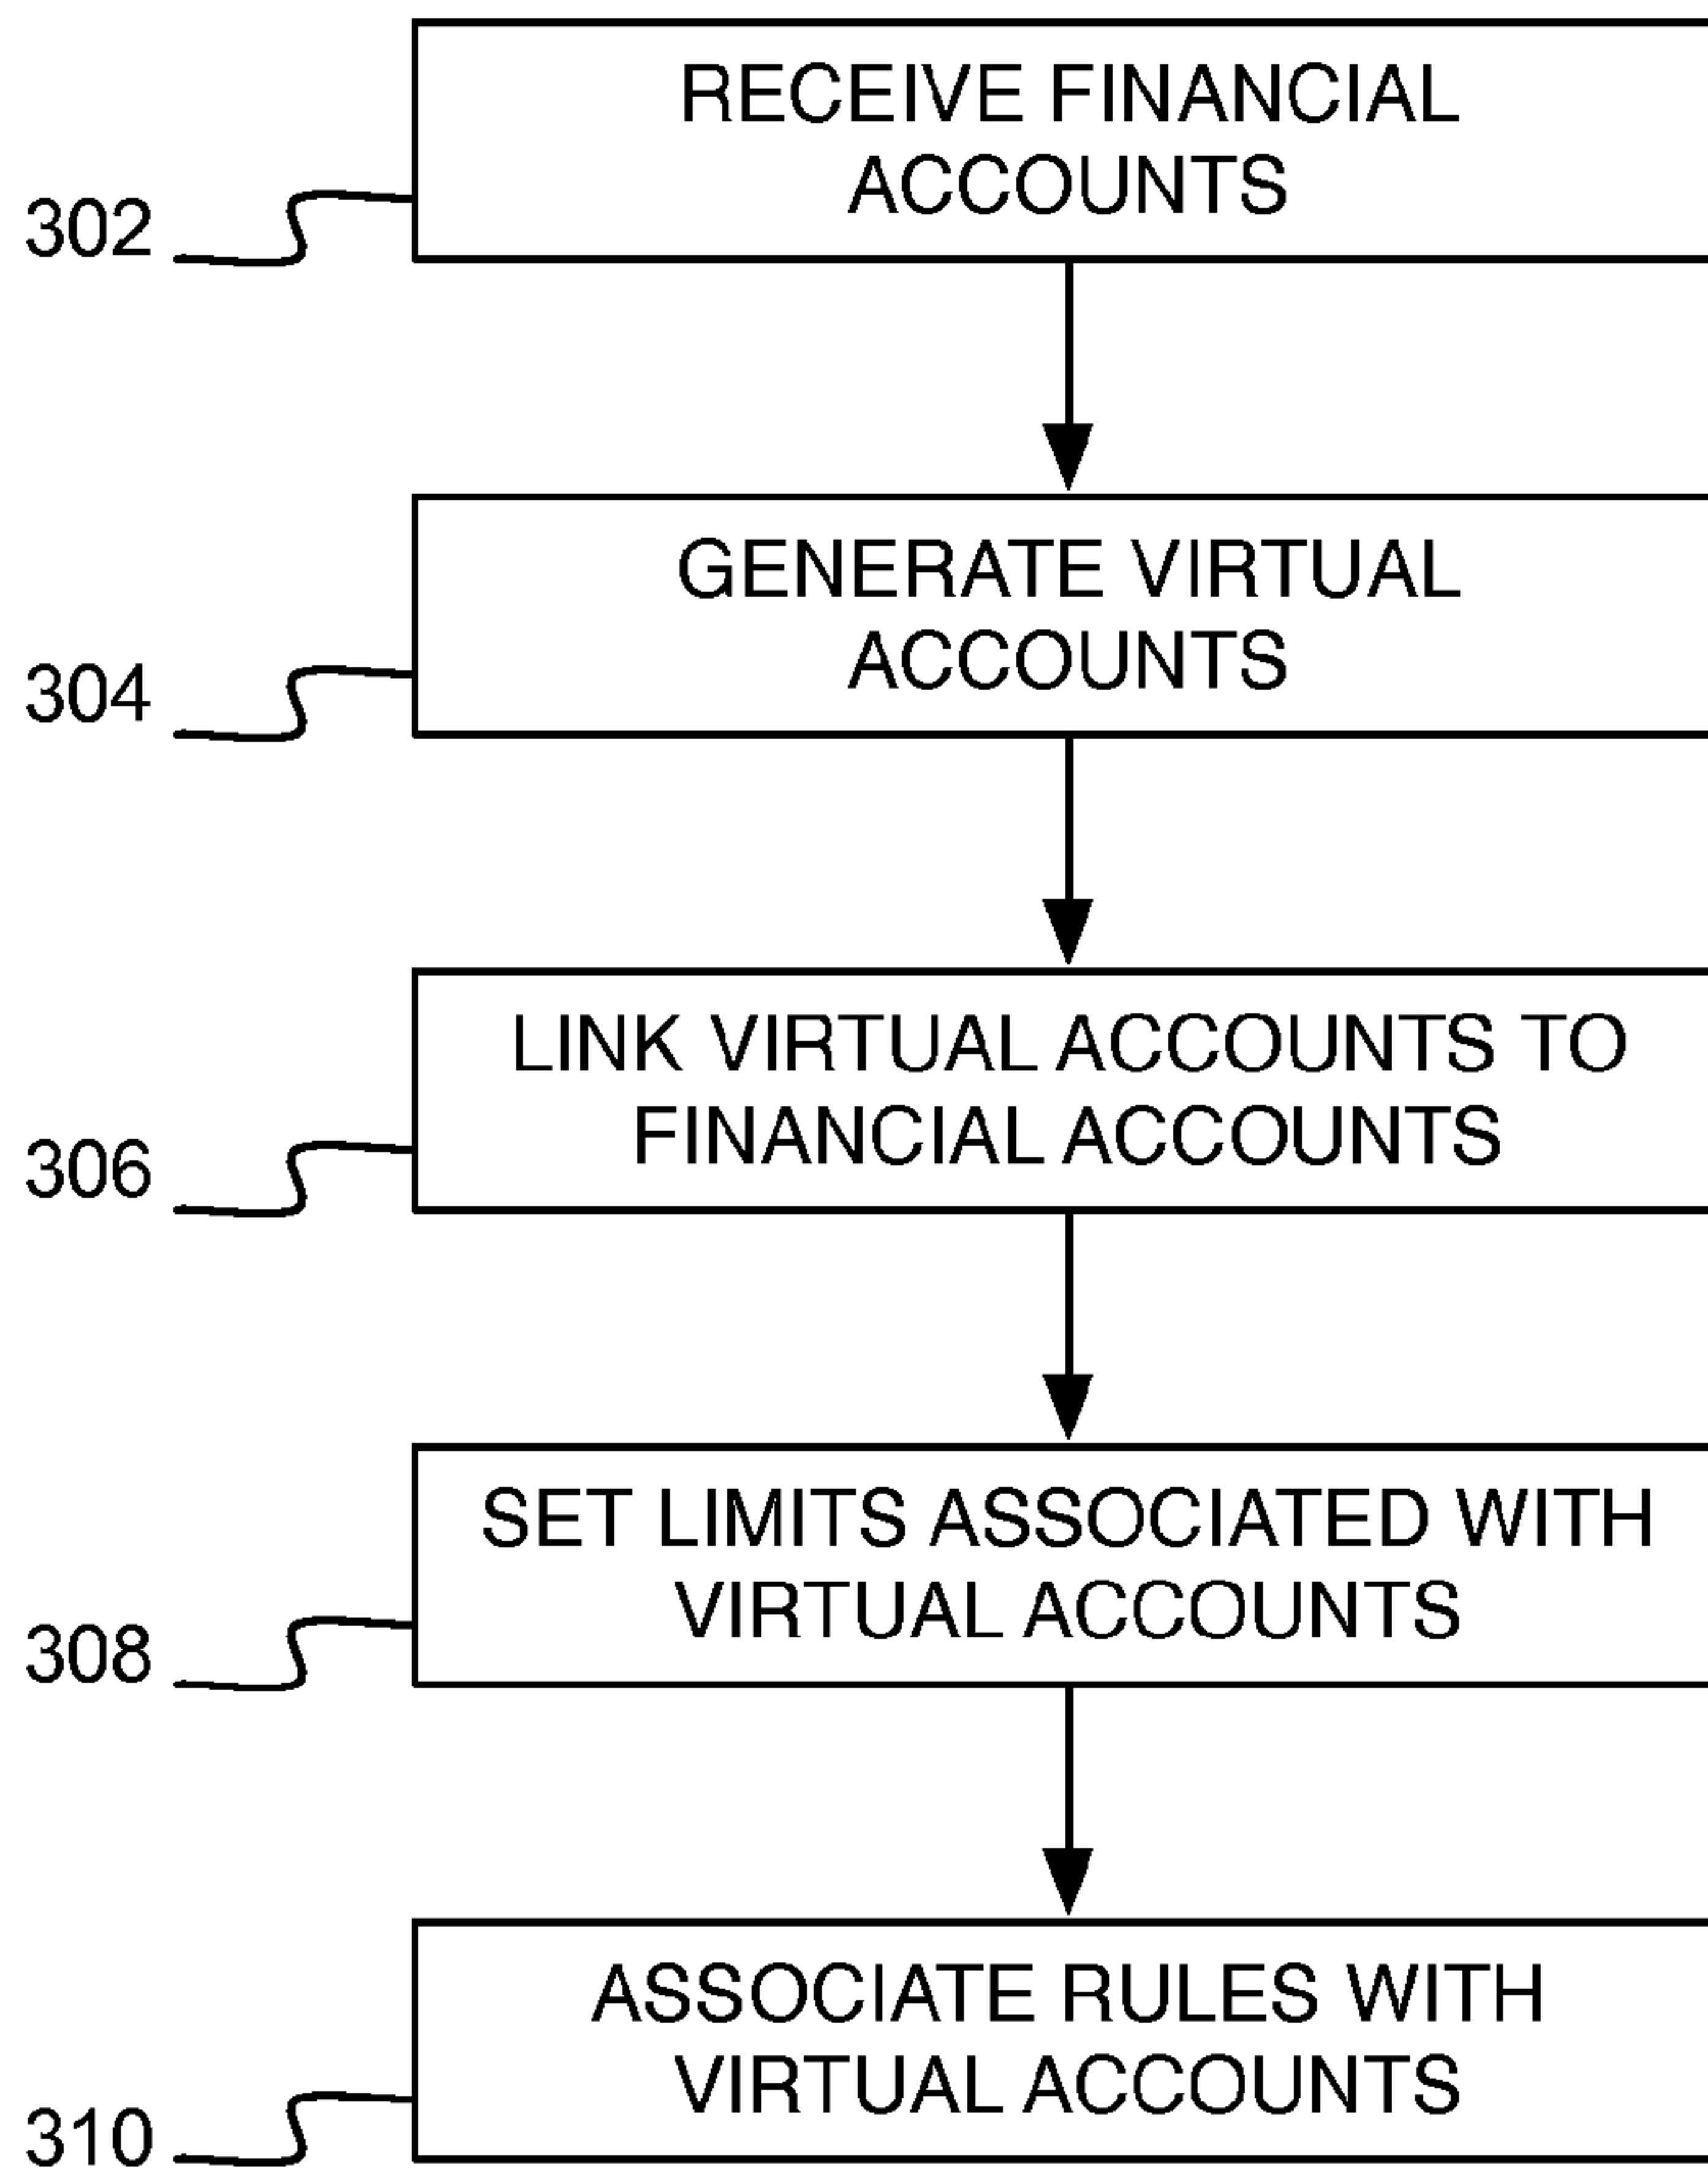 RECEIVE FINANCIAL
ACCOUNTS
302
GENERATE VIRTUAL
ACCOUNTS
304
LINK VIRTUAL ACCOUNTS TO
FINANCIAL ACCOUNTS
306
SET LIMITS ASSOCIATED WITH
VIRTUAL ACCOUNTS
308
ASSOCIATE RULES WITH
VIRTUAL ACCOUNTS
310